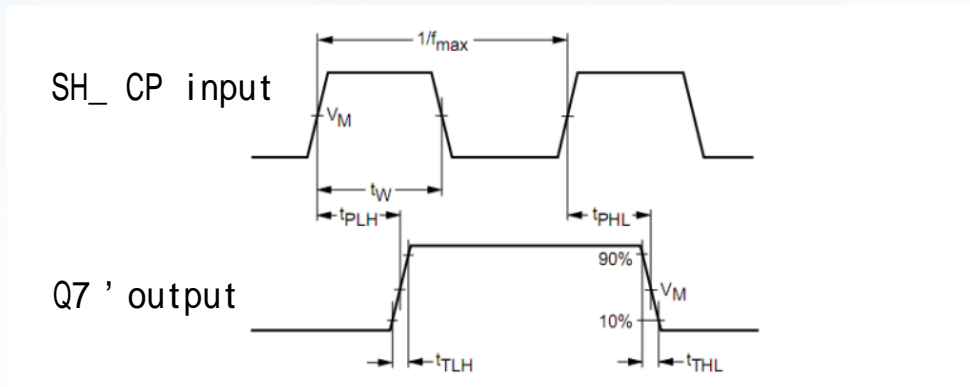 1/fmax
SH_ CP input
VM
tW
tPLH
tPHL
90%
Q7 ' output
VM
10%
tTLH
tTHL